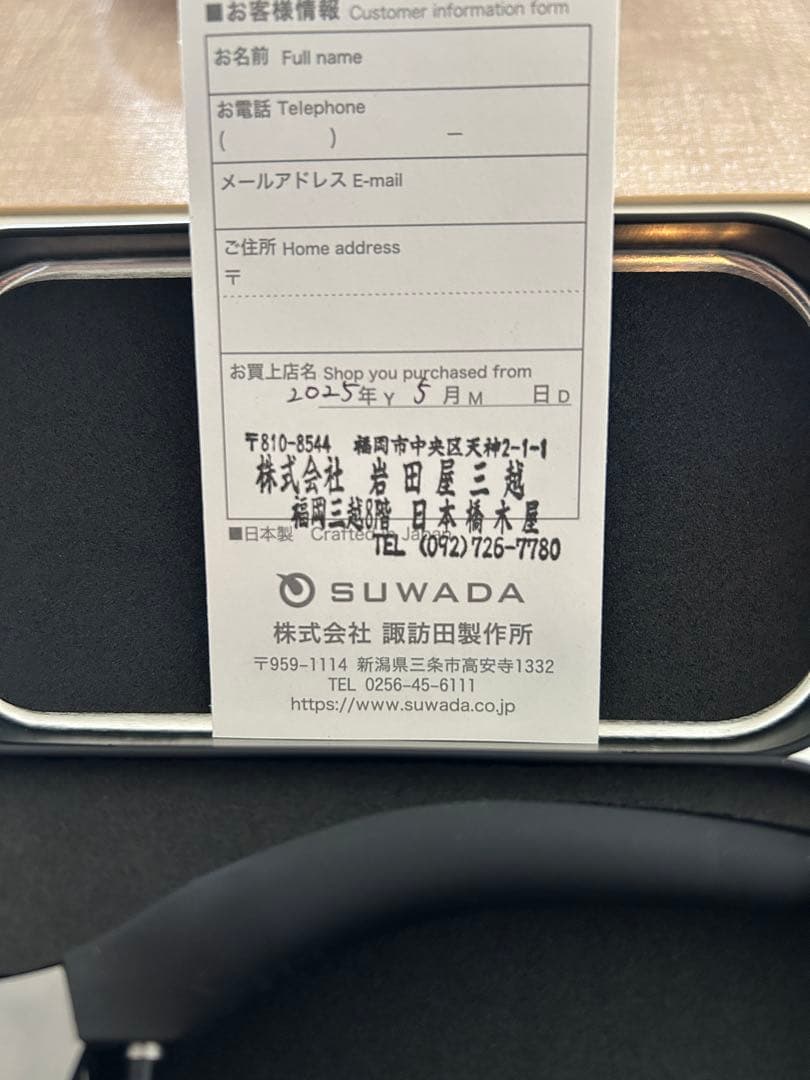 ■お客様情報 Customer information form
お名前 Full name
お電話 Telephone
( ) －
メールアドレス E-mail
ご住所 Home address
〒
お買上店名 Shop you purchased from
2025年 Y 5月 M 日 D
〒810-8544 福岡市中央区天神2-1-1
株式会社 岩田屋三越
福岡三越8階 日本橋木屋
■日本製 Crafted in Japan
TEL (092)726-7780
SUWADA
株式会社 諏訪田製作所
〒959-1114 新潟県三条市高安寺1332
TEL 0256-45-6111
https://www.suwada.co.jp